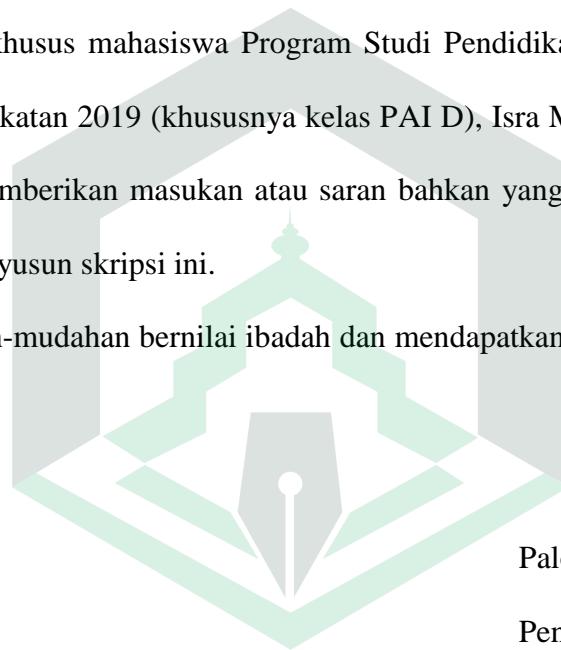 khusus mahasiswa Program Studi Pendidika
katan 2019 (khususnya kelas PAI D), Isra M
mberikan masukan atau saran bahkan yang
yusun skripsi ini.
n-mudahan bernilai ibadah dan mendapatkan
Pal
Pen